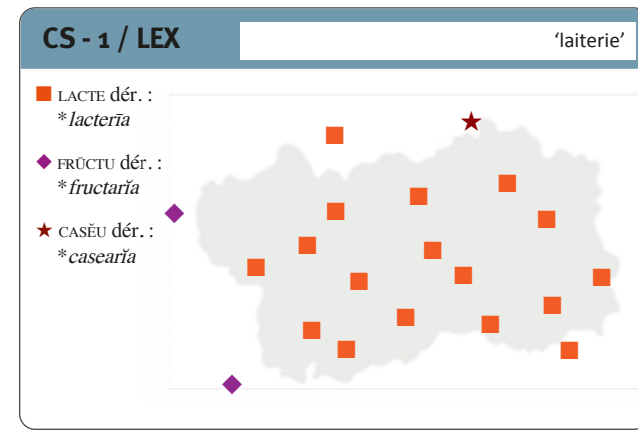 CS - 1 / LEX
‘laiterie’
LACTE dér. :
*lacterīa
FRŪCTU dér. :
*fructarĭa
CASĔU dér. :
*casearĭa